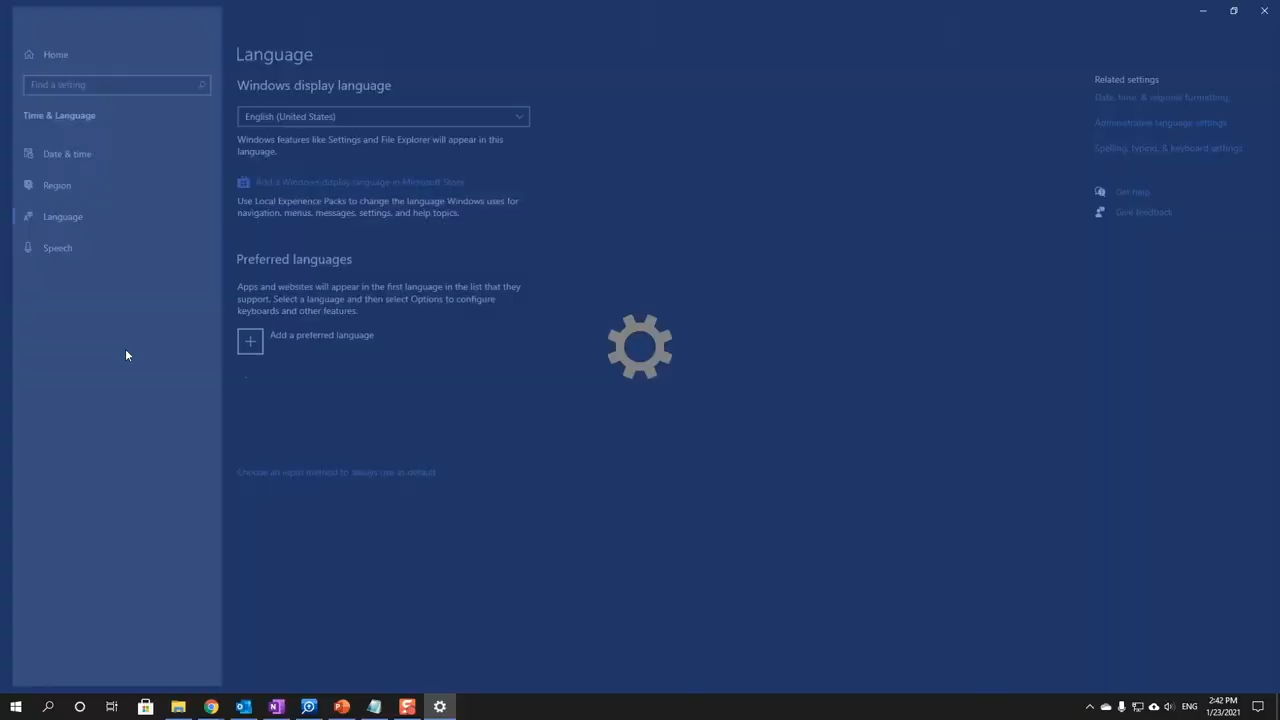 Home
Find a setting
Time & Language
Date & time
Region
Language
Speech
Language
Windows display language
English (United States)
Windows features like Settings and File Explorer will appear in this
language.
Add a Windows display language in Microsoft Store
Use Local Experience Packs to change the language Windows uses for
navigation, menus, messages, settings, and help topics.
Preferred languages
Apps and websites will appear in the first language in the list that they
support. Select a language and then select Options to configure
keyboards and other features.
Add a preferred language
Choose an input method to always use as default
Related settings
Date, time, & regional formatting
Administrative language settings
Spelling, typing, & keyboard settings
Get help
Give feedback
ENG
2:42 PM
1/23/2021